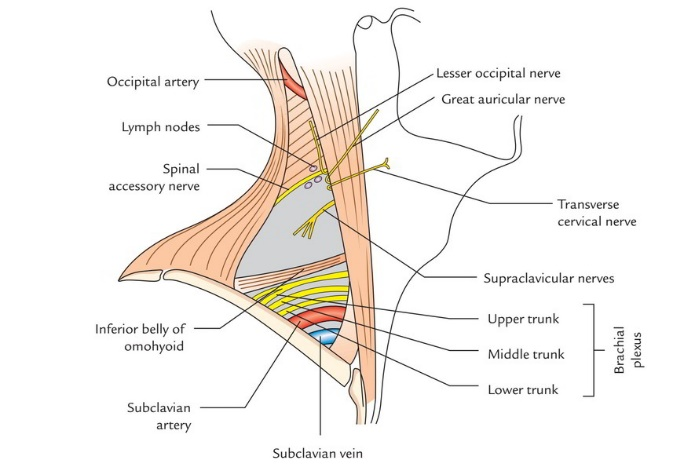 Occipital artery
Lymph nodes
Spinal
accessory nerve
Inferior belly of
omohyoid
Subclavian
artery
Subclavian vein
Lesser occipital nerve
Great auricular nerve
Transverse
cervical nerve
Supraclavicular nerves
Upper trunk
Middle trunk
Lower trunk
Brachial
plexus